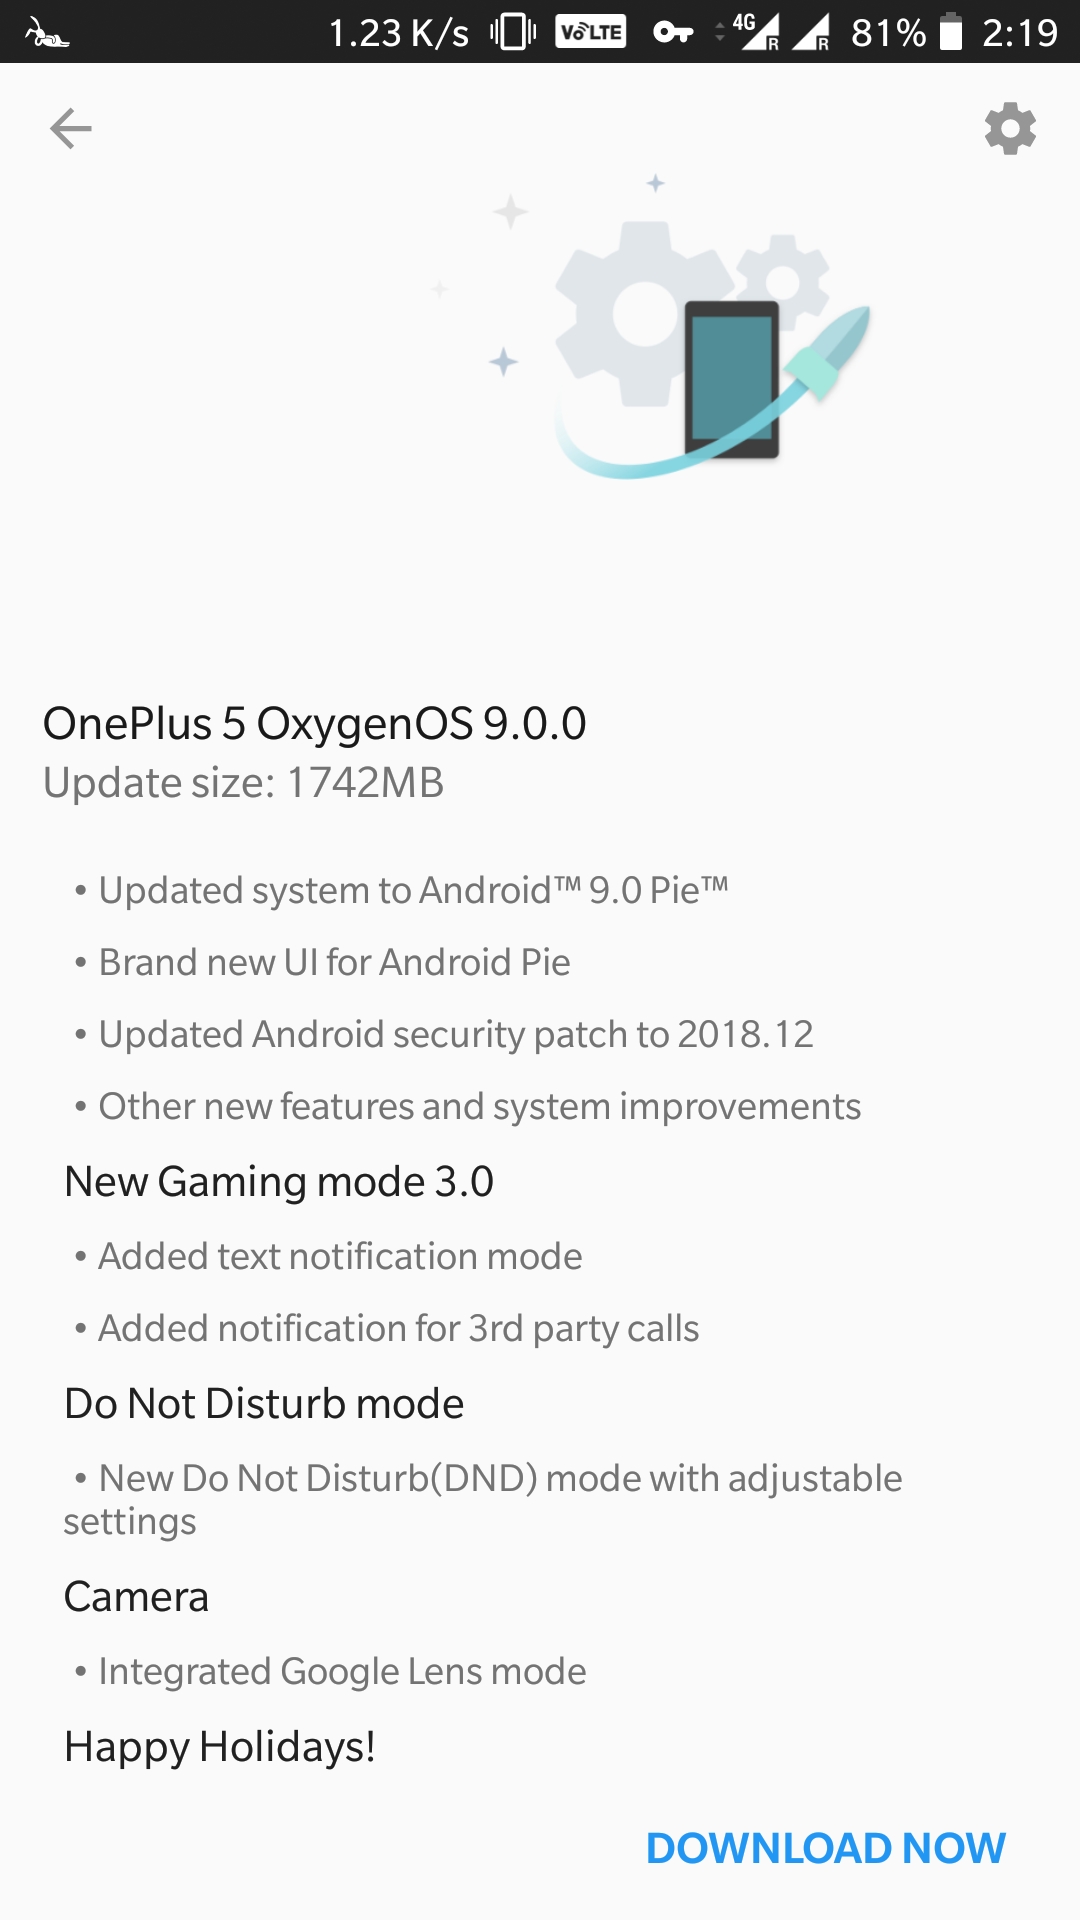 1.23 K/s VoLTE 4G R R 81% 2:19
OnePlus 5 OxygenOS 9.0.0
Update size: 1742MB
• Updated system to Android™ 9.0 Pie™
• Brand new UI for Android Pie
• Updated Android security patch to 2018.12
• Other new features and system improvements
New Gaming mode 3.0
• Added text notification mode
• Added notification for 3rd party calls
Do Not Disturb mode
• New Do Not Disturb(DND) mode with adjustable
settings
Camera
• Integrated Google Lens mode
Happy Holidays!
DOWNLOAD NOW